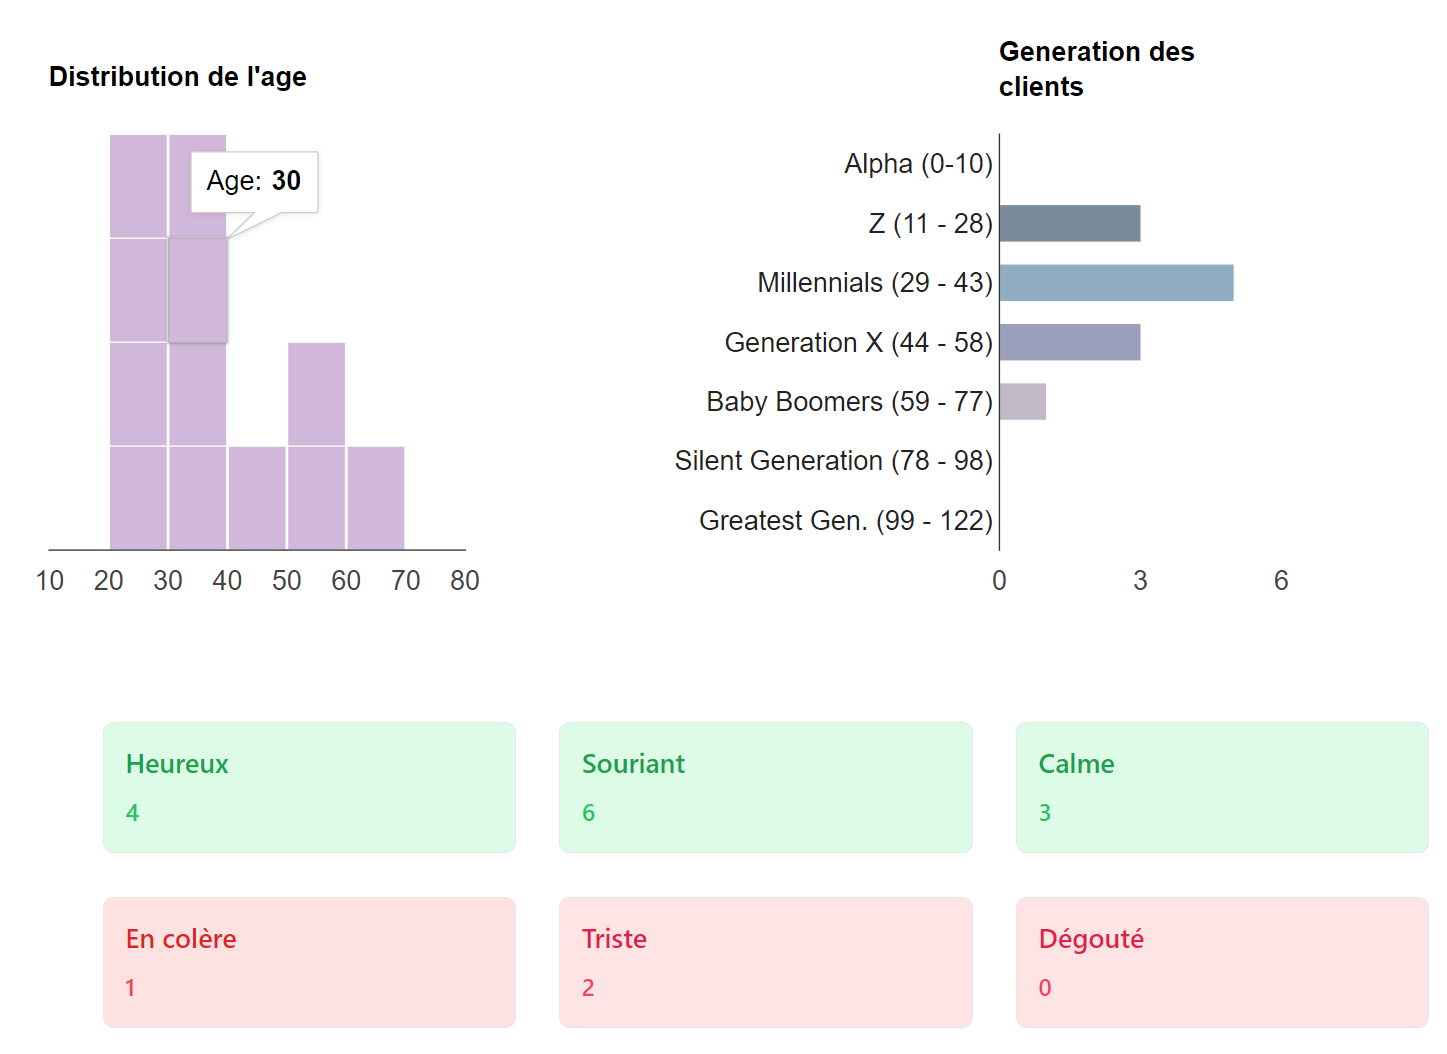 Distribution de l'age
Age: 30
10 20 30 40 50 60 70 80
Generation des
clients
Alpha (0-10)
Z (11 - 28)
Millennials (29 - 43)
Generation X (44 - 58)
Baby Boomers (59 - 77)
Silent Generation (78 - 98)
Greatest Gen. (99 - 122)
0 3 6
Heureux
4
Souriant
6
Calme
3
En colère
1
Triste
2
Dégouté
0